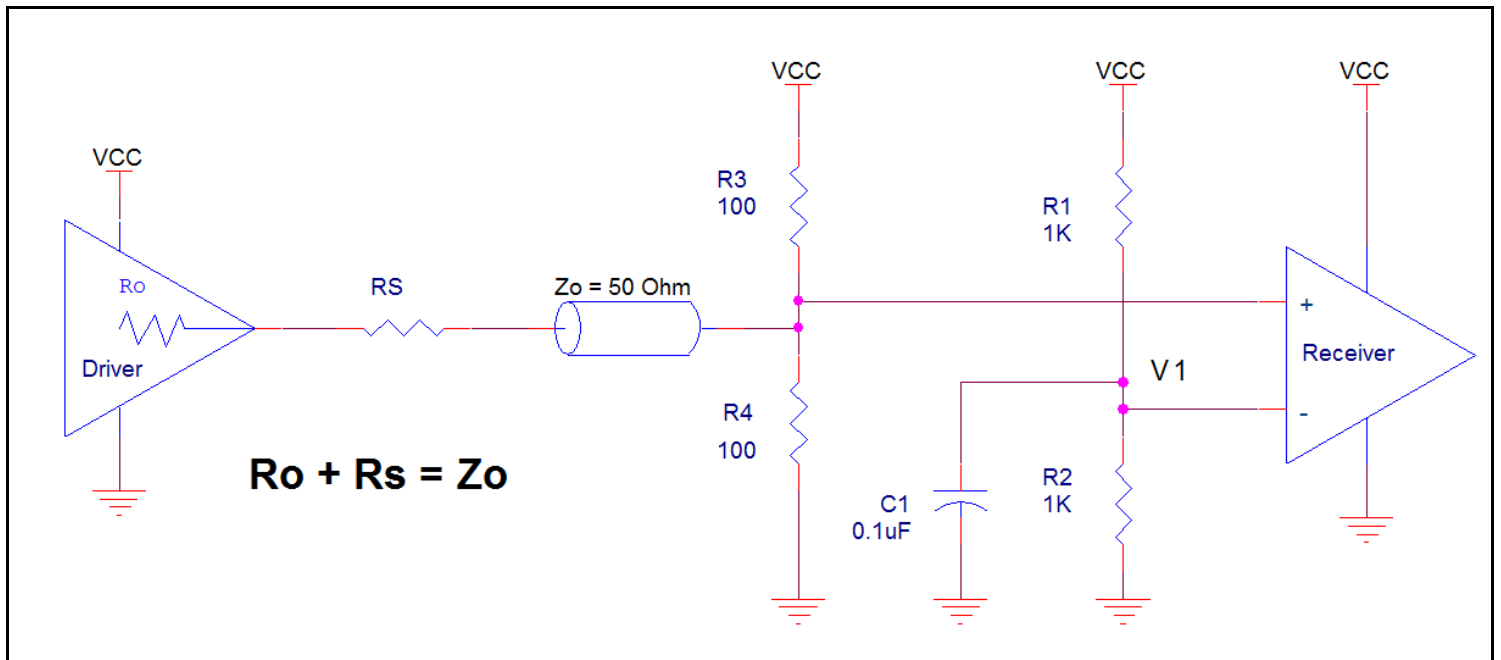 VCC
VCC
VCC
VCC
R3
100
R1
1K
Ro
RS
Zo = 50 Ohm
+
Receiver
Driver
V1
R4
100
-
Ro + Rs = Zo
R2
1K
C1
0.1uF